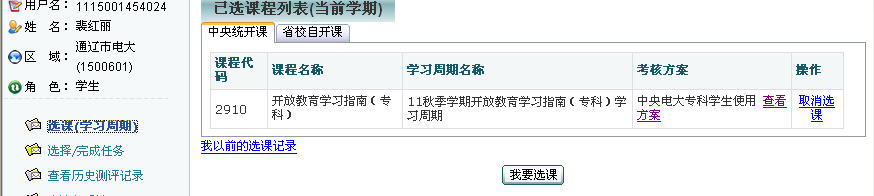 用户名： 1115001454024
姓 名： 裴红丽
区 域： 通辽市电大
(1500601)
角 色： 学生
选课(学习周期)
选择/完成任务
查看历史测评记录
已选课程列表(当前学期)
中央统开课 省校自开课
课程代码 课程名称 学习周期名称 考核方案 操作
2910 开放教育学习指南（专科） 11秋季学期开放教育学习指南（专科）学习周期 中央电大专科学生使用 查看方案 取消选课
我以前的选课记录
我要选课